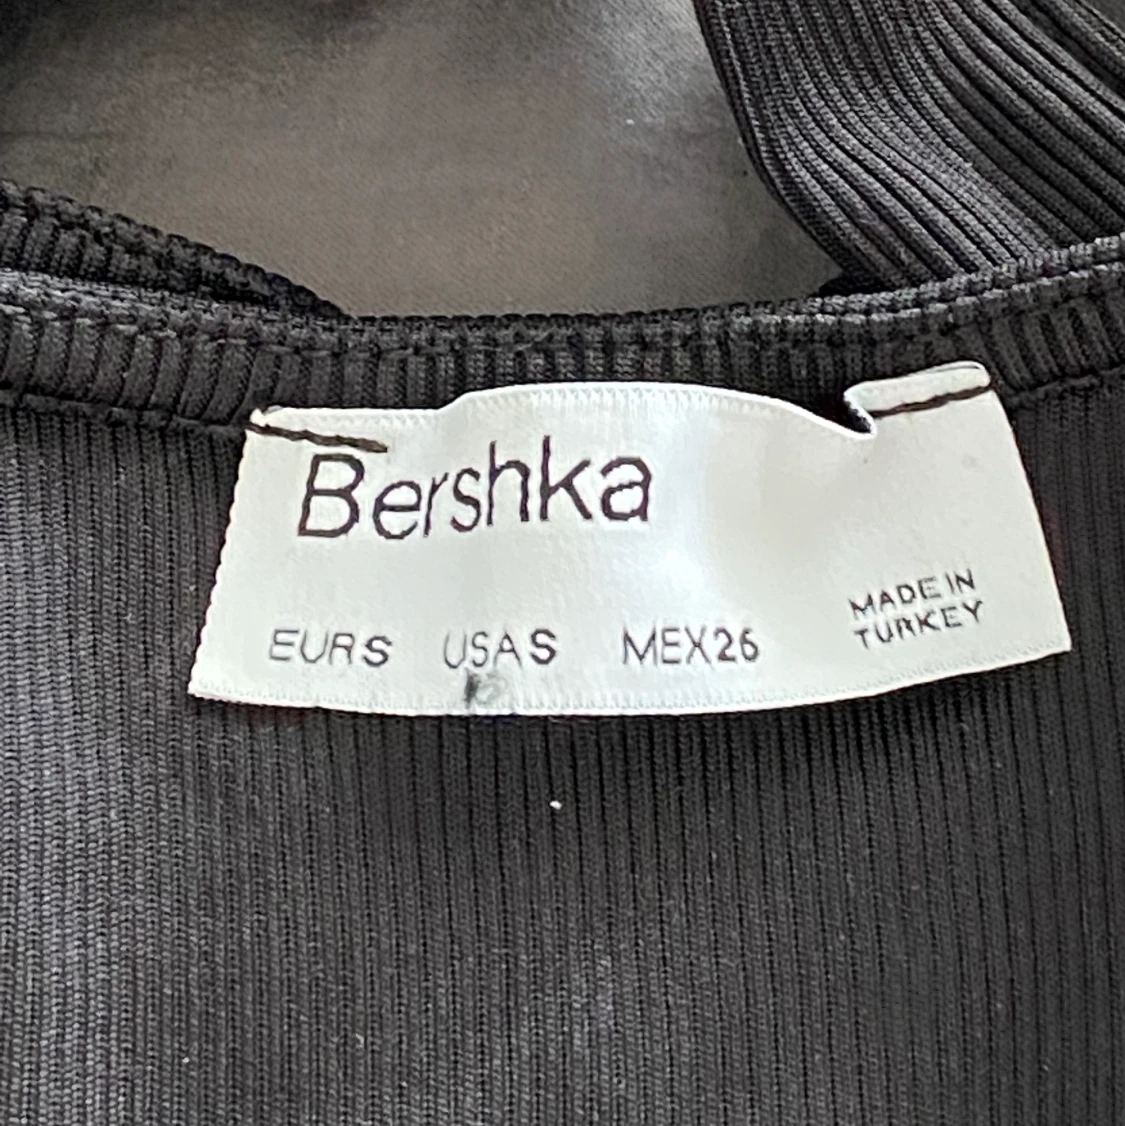 Bershka
EUR S USA S MEX 26
MADE IN
TURKEY